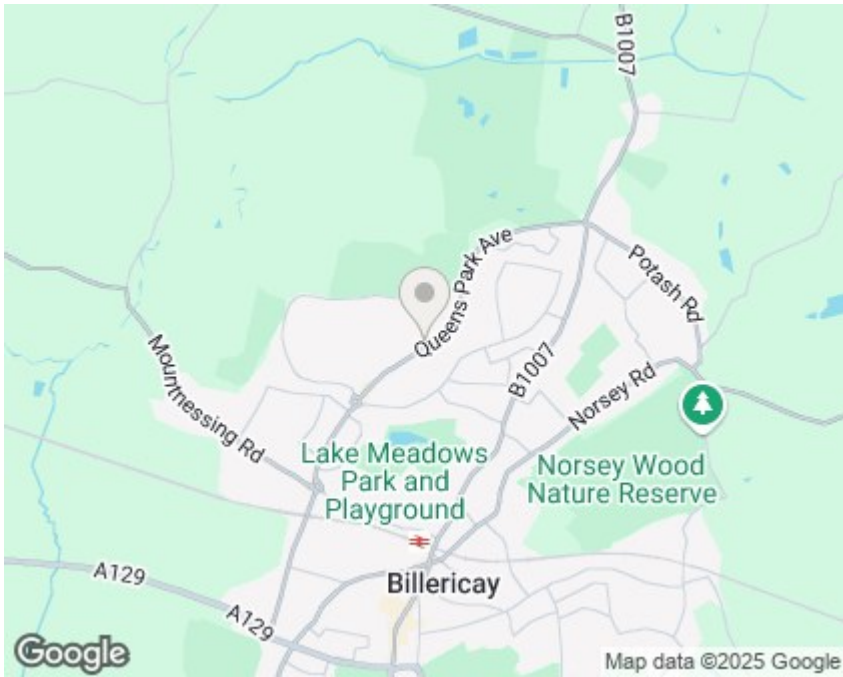 B1007
Queens Park Ave
Potash Rd
Mountnessing Rd
B1007
Norsey Rd
Lake Meadows
Park and
Playground
Norsey Wood
Nature Reserve
A129
Billericay
A129
Google
Map data ©2025 Google